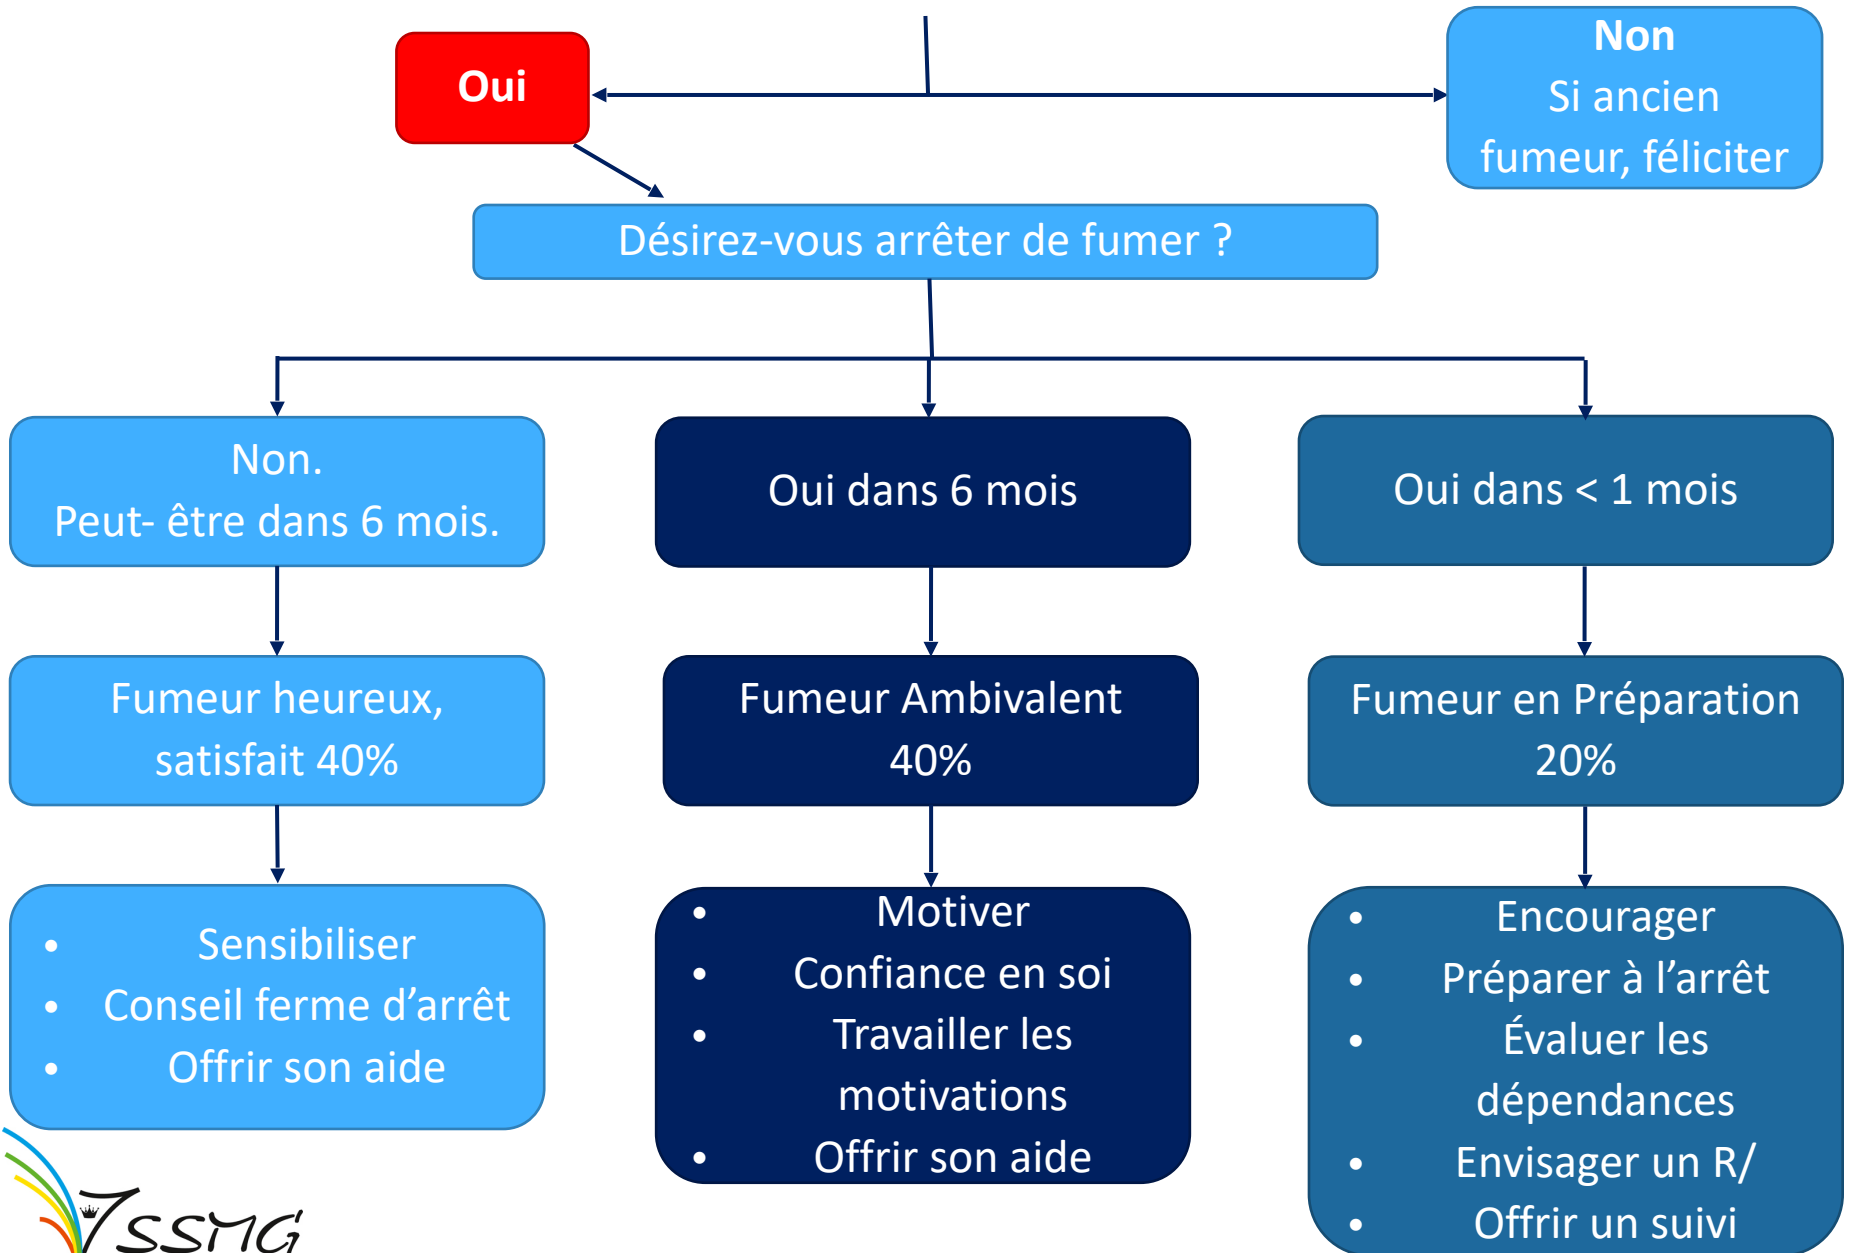 Oui
Non
Si ancien
fumeur, féliciter
Désirez-vous arrêter de fumer ?
Non.
Peut- être dans 6 mois.
Oui dans 6 mois
Oui dans < 1 mois
Fumeur heureux,
satisfait 40%
Fumeur Ambivalent
40%
Fumeur en Préparation
20%
• Sensibiliser
• Conseil ferme d’arrêt
• Offrir son aide
• Motiver
• Confiance en soi
• Travailler les
motivations
• Offrir son aide
• Encourager
• Préparer à l’arrêt
• Évaluer les
dépendances
• Envisager un R/
• Offrir un suivi
SSMG